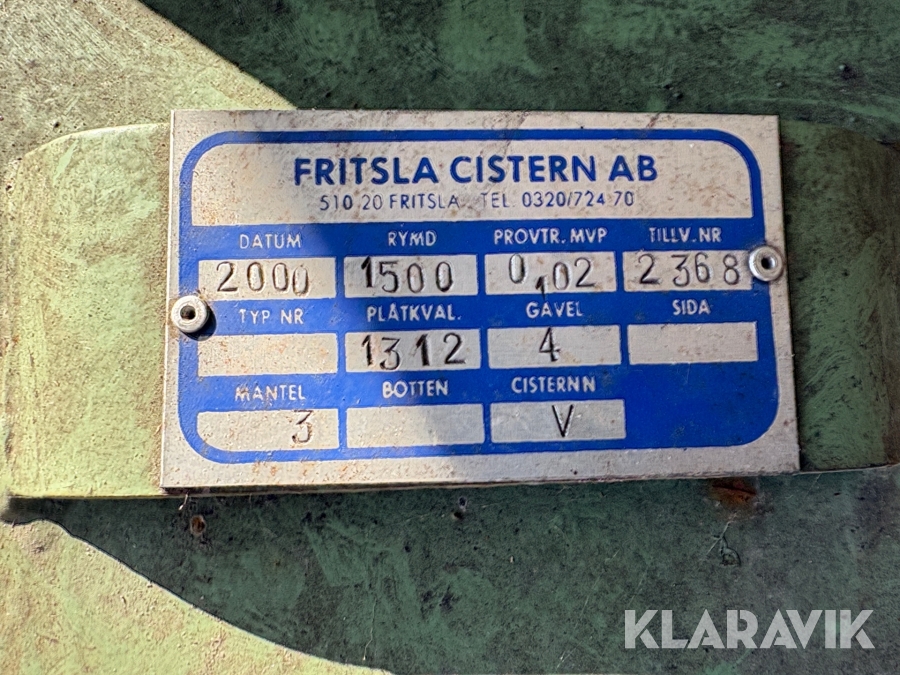 FRITSLA CISTERN AB
510 20 FRITSLA. TEL. 0320/724 70
DATUM RYMD PROVTR. MVP TILLV. NR
2000 1500 0,02 2368
TYP NR PLÅTKVAL. GAVEL SIDA
1312 4
MANTEL BOTTEN CISTERNN
3 V
KLARAVIK